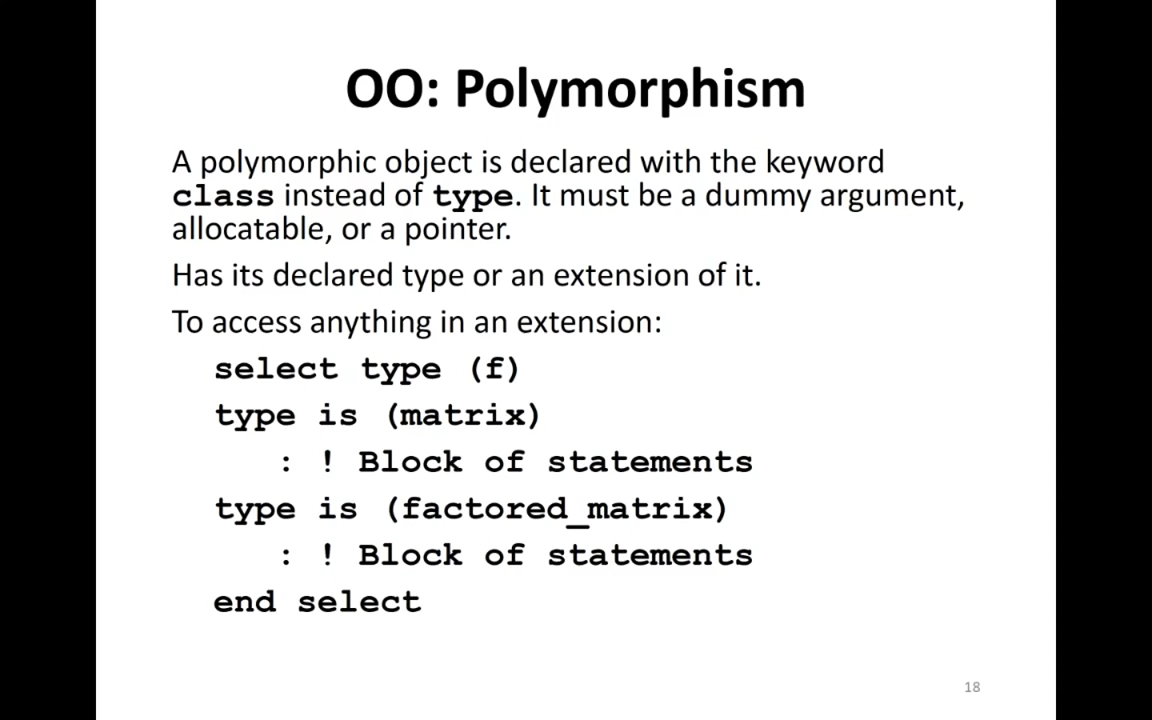 OO: Polymorphism
A polymorphic object is declared with the keyword
class instead of type. It must be a dummy argument,
allocatable, or a pointer.
Has its declared type or an extension of it.
To access anything in an extension:
select type (f)
type is (matrix)
: ! Block of statements
type is (factored_matrix)
: ! Block of statements
end select
18